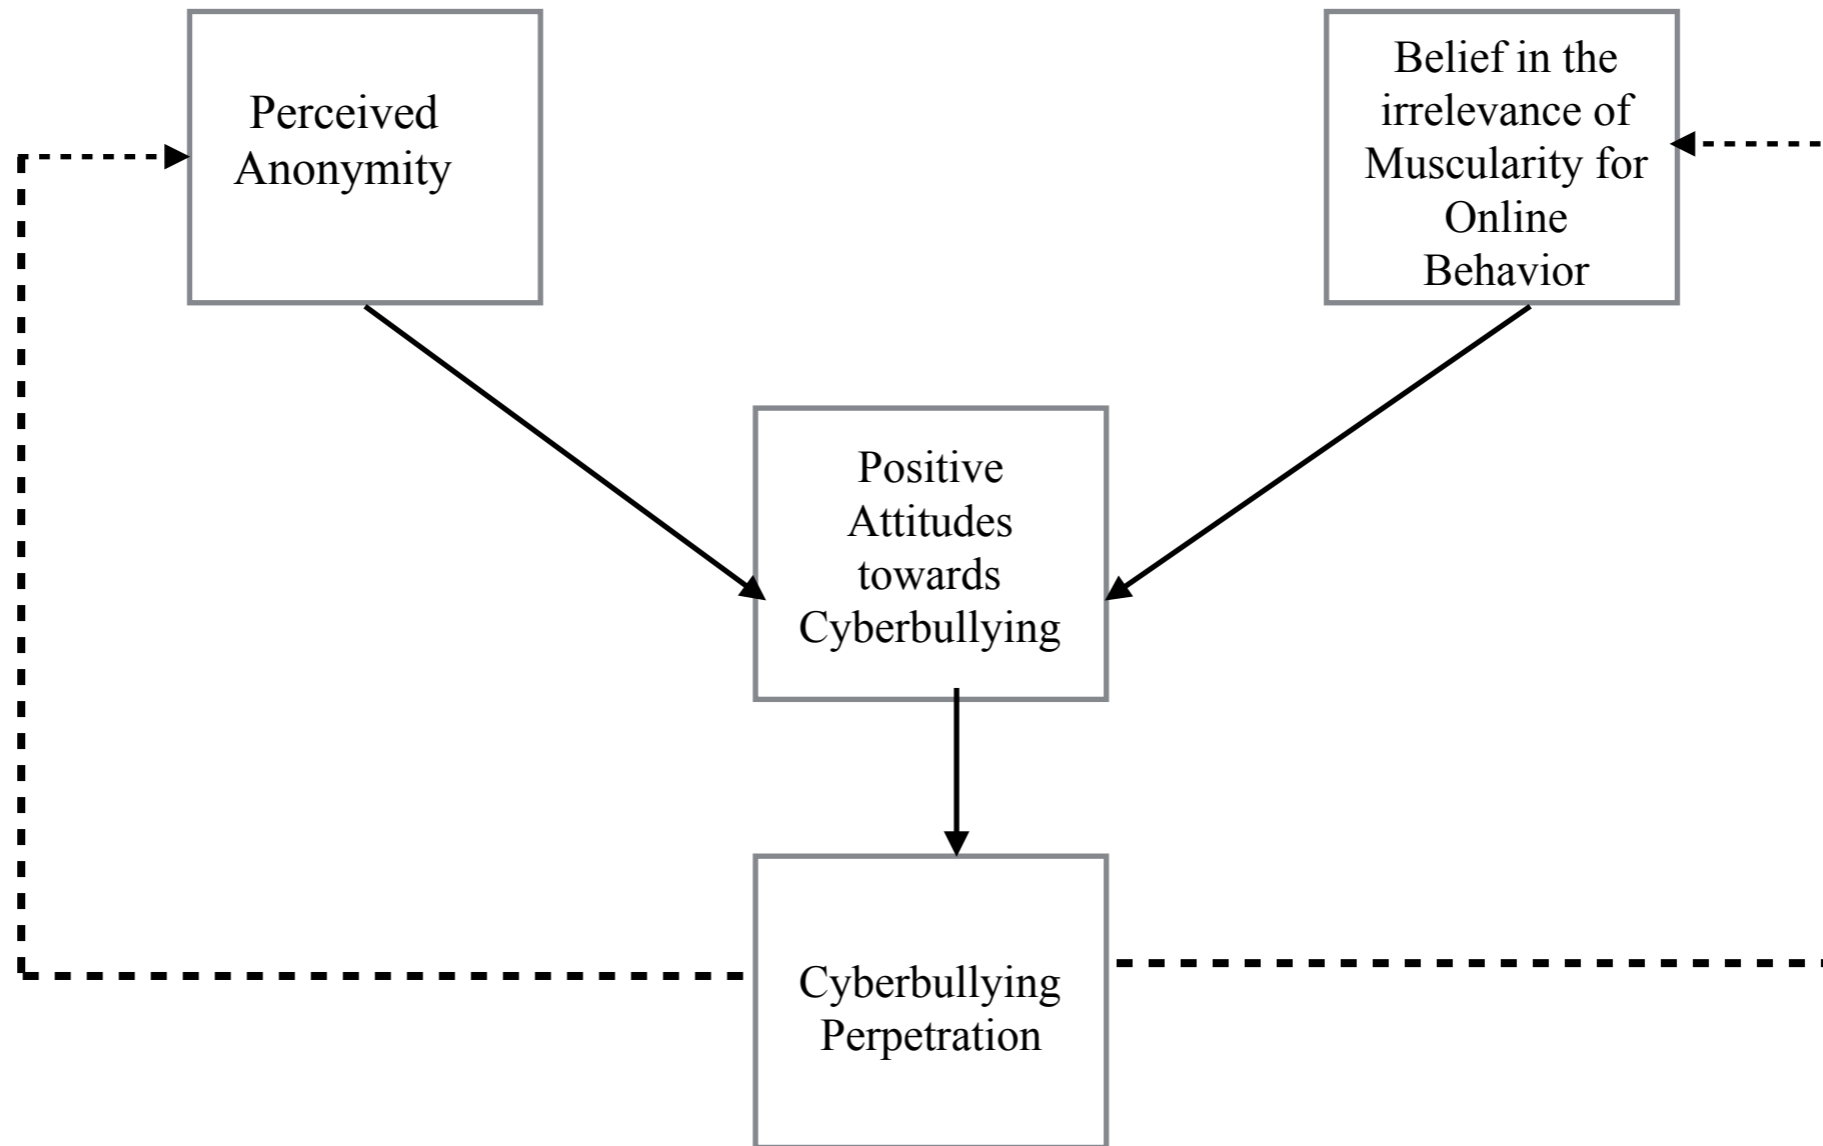 Perceived
Anonymity
Belief in the
irrelevance of
Muscularity for
Online
Behavior
Positive
Attitudes
towards
Cyberbullying
Cyberbullying
Perpetration